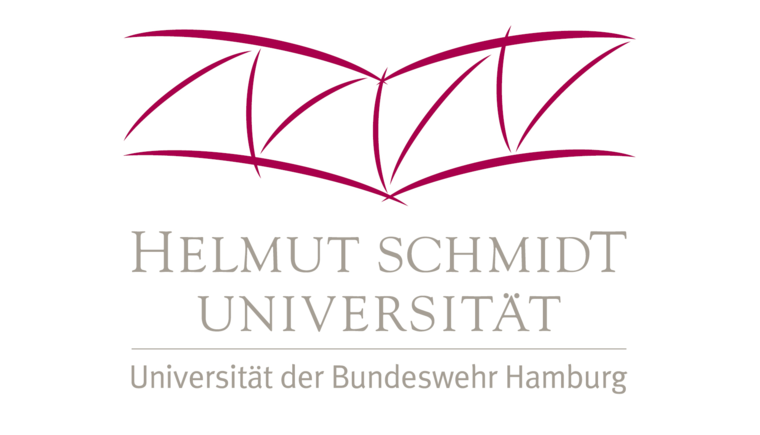 HELMUT SCHMIDT
UNIVERSITÄT
Universität der Bundeswehr Hamburg